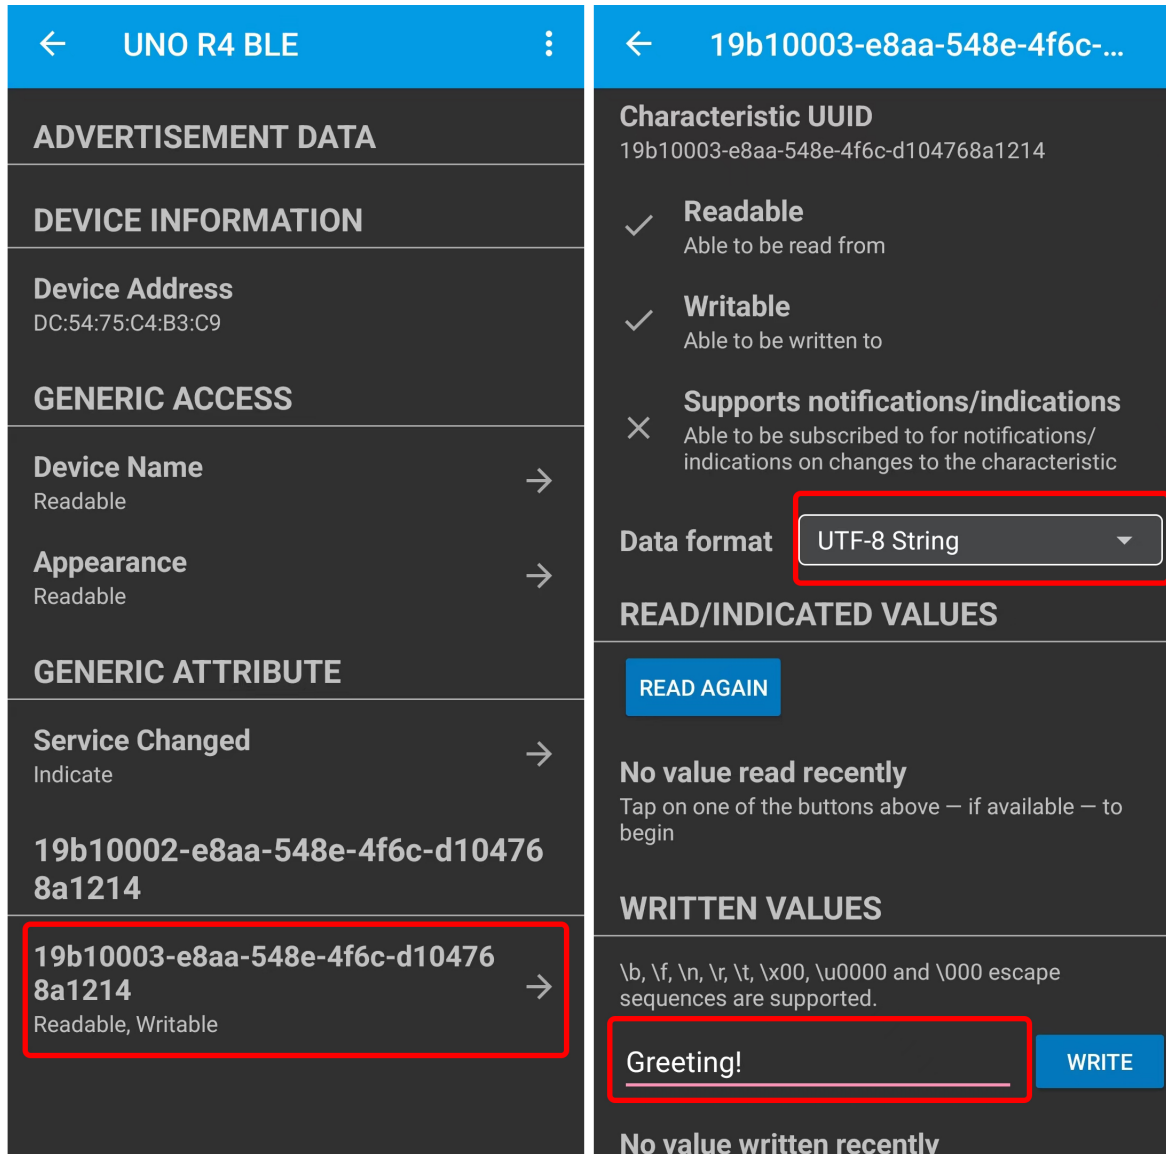 UNO R4 BLE
ADVERTISEMENT DATA
DEVICE INFORMATION
Device Address
DC:54:75:C4:B3:C9
GENERIC ACCESS
Device Name
Readable
Appearance
Readable
GENERIC ATTRIBUTE
Service Changed
Indicate
19b10002-e8aa-548e-4f6c-d10476
8a1214
19b10003-e8aa-548e-4f6c-d10476
8a1214
Readable, Writable
19b10003-e8aa-548e-4f6c-...
Characteristic UUID
19b10003-e8aa-548e-4f6c-d104768a1214
Readable
Able to be read from
Writable
Able to be written to
Supports notifications/indications
Able to be subscribed to for notifications/
indications on changes to the characteristic
Data format UTF-8 String
READ/INDICATED VALUES
READ AGAIN
No value read recently
Tap on one of the buttons above — if available — to
begin
WRITTEN VALUES
\b, \f, \n, \r, \t, \x00, \u0000 and \000 escape
sequences are supported.
Greeting! WRITE
No value written recently